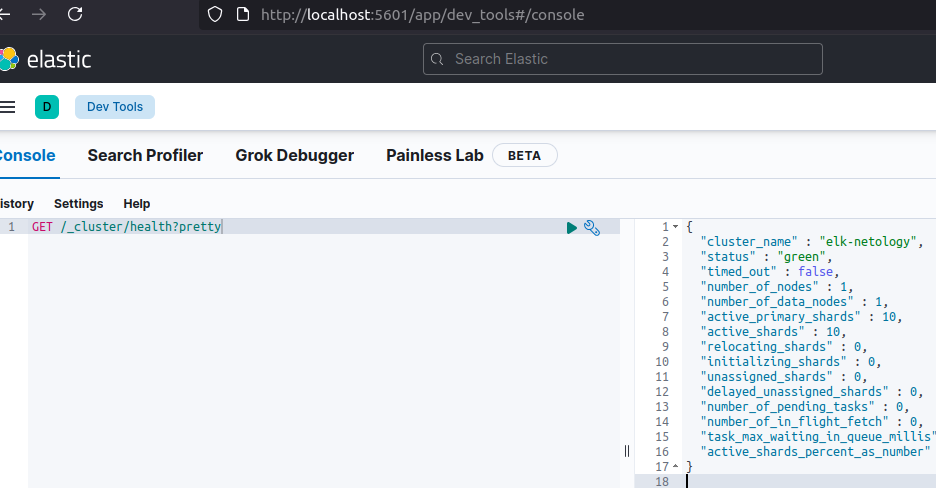 http://localhost:5601/app/dev_tools#/console
elastic
Search Elastic
D
Dev Tools
Console Search Profiler Grok Debugger Painless Lab BETA
istory Settings Help
1 GET /_cluster/health?pretty
1 {
2 "cluster_name" : "elk-netology",
3 "status" : "green",
4 "timed_out" : false,
5 "number_of_nodes" : 1,
6 "number_of_data_nodes" : 1,
7 "active_primary_shards" : 10,
8 "active_shards" : 10,
9 "relocating_shards" : 0,
10 "initializing_shards" : 0,
11 "unassigned_shards" : 0,
12 "delayed_unassigned_shards" : 0,
13 "number_of_pending_tasks" : 0,
14 "number_of_in_flight_fetch" : 0,
15 "task_max_waiting_in_queue_millis"
16 "active_shards_percent_as_number"
17 }
18